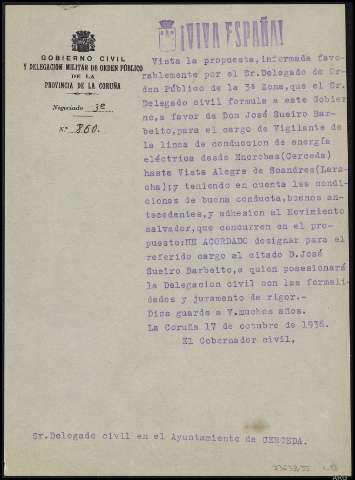 ¡VIVA ESPAÑA!
GOBIERNO CIVIL
Y DELEGACION MILITAR DE ORDEN PÚBLICO
DE LA
PROVINCIA DE LA CORUÑA
Negociado 3º
N.º 860.
Vista la propuesta, informada favo-
rablemente por el Sr.Delegado de Or-
den Público de la 3ª Zona, que el Sr.
Delegado civil formula a este Gobier-
no, a favor de Don José Sueiro Bar-
beito, para el cargo de Vigilante de
la linea de conduccion de energía
eléctrica desde Encrobas(Cerceda)
hasta Vista Alegre de Soandres(Lara-
cha);y teniendo en cuenta las condi-
ciones de buena conducta, buenos an-
tecedentes, y adhesion al Movimiento
salvador, que concurren en el pro-
puesto:HE ACORDADO designar para el
referido cargo al citado D.José
Sueiro Barbeito, a quien posesionará
la Delegacion civil con las formali-
dades y juramento de rigor.-
Dios guarde a V.muchos años.
La Coruña 17 de octubre de 1936.
El Gobernador civil,
Sr.Delegado civil en el Ayuntamiento de CERCEDA.